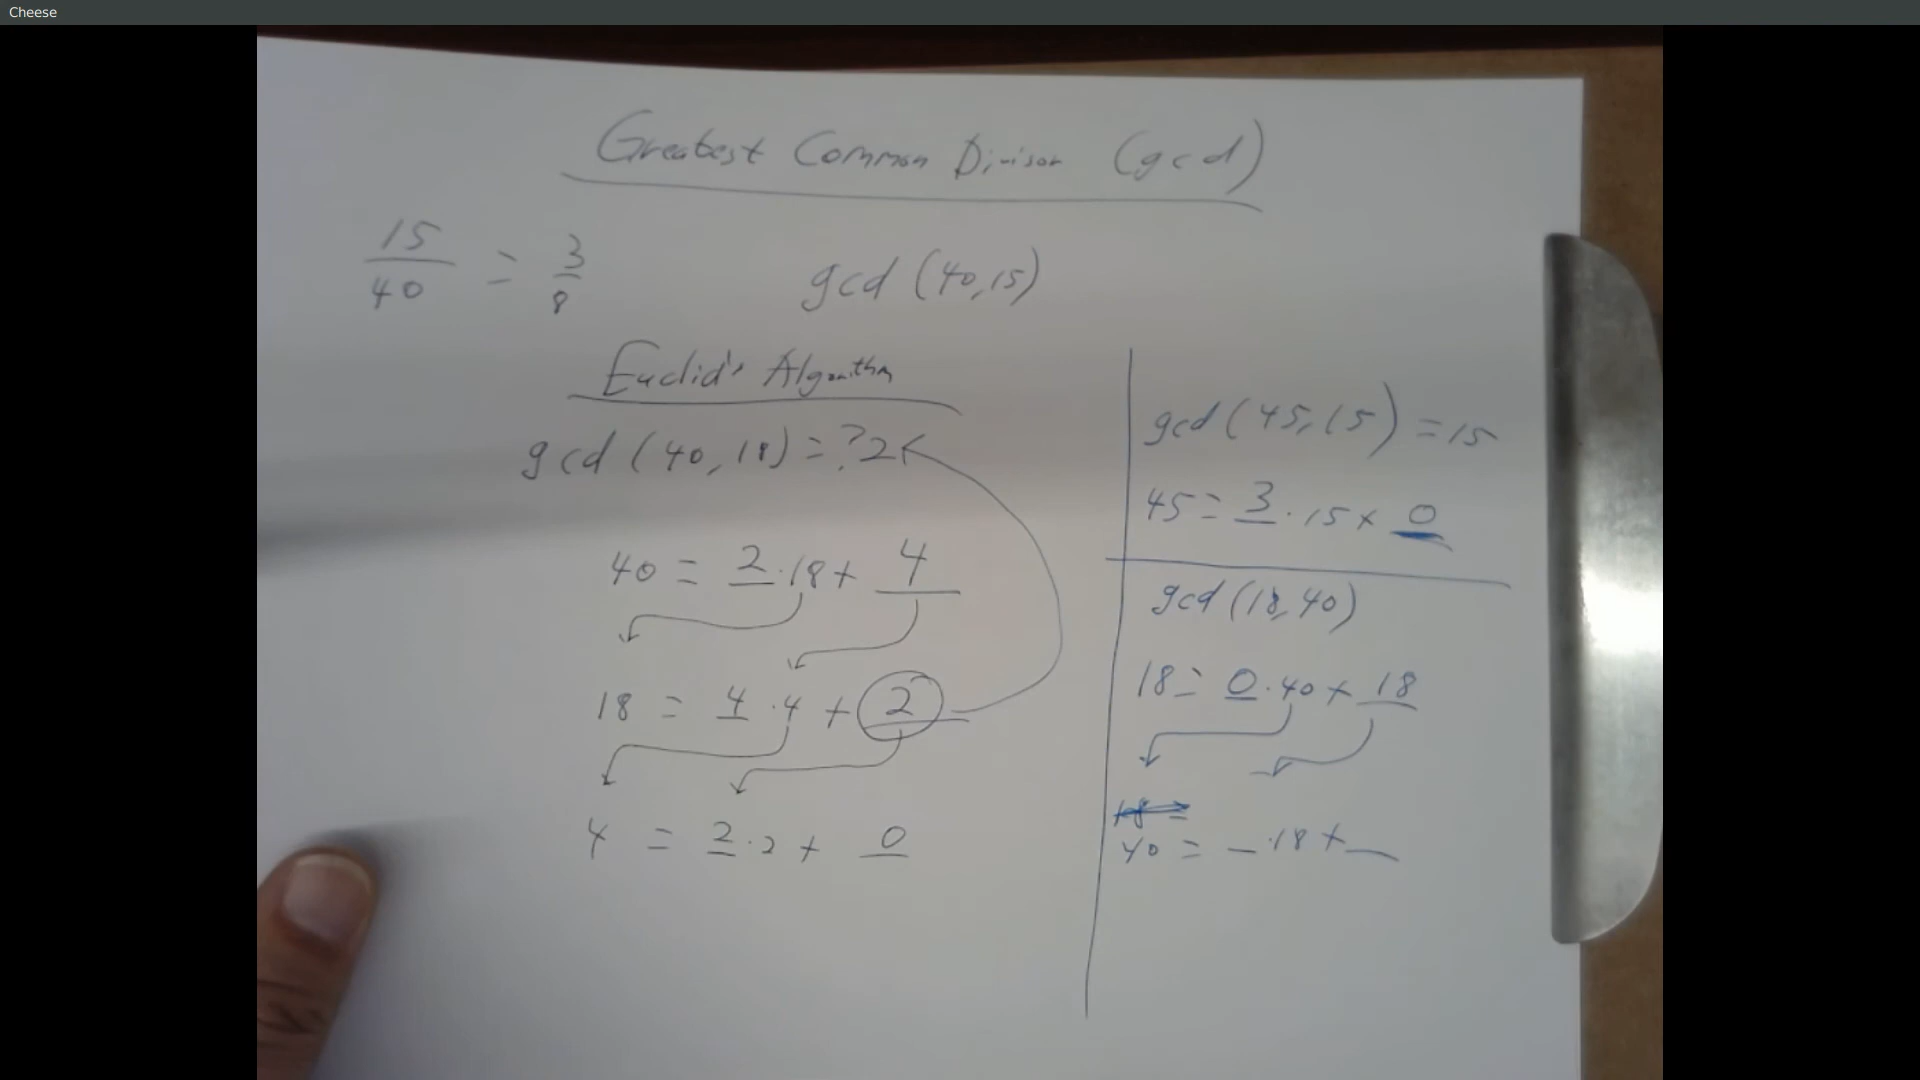 Cheese
Greatest Common Divisor (gcd)
15/40 = 3/8
gcd (40,15)
Euclid's Algorithm
gcd (40, 18) = ? 2
40 = 2 · 18 + 4
18 = 4 · 4 + 2
4 = 2 · 2 + 0
gcd (45, 15) = 15
45 = 3 · 15 + 0
gcd (18, 40)
18 = 0 · 40 + 18
40 = _ · 18 + _